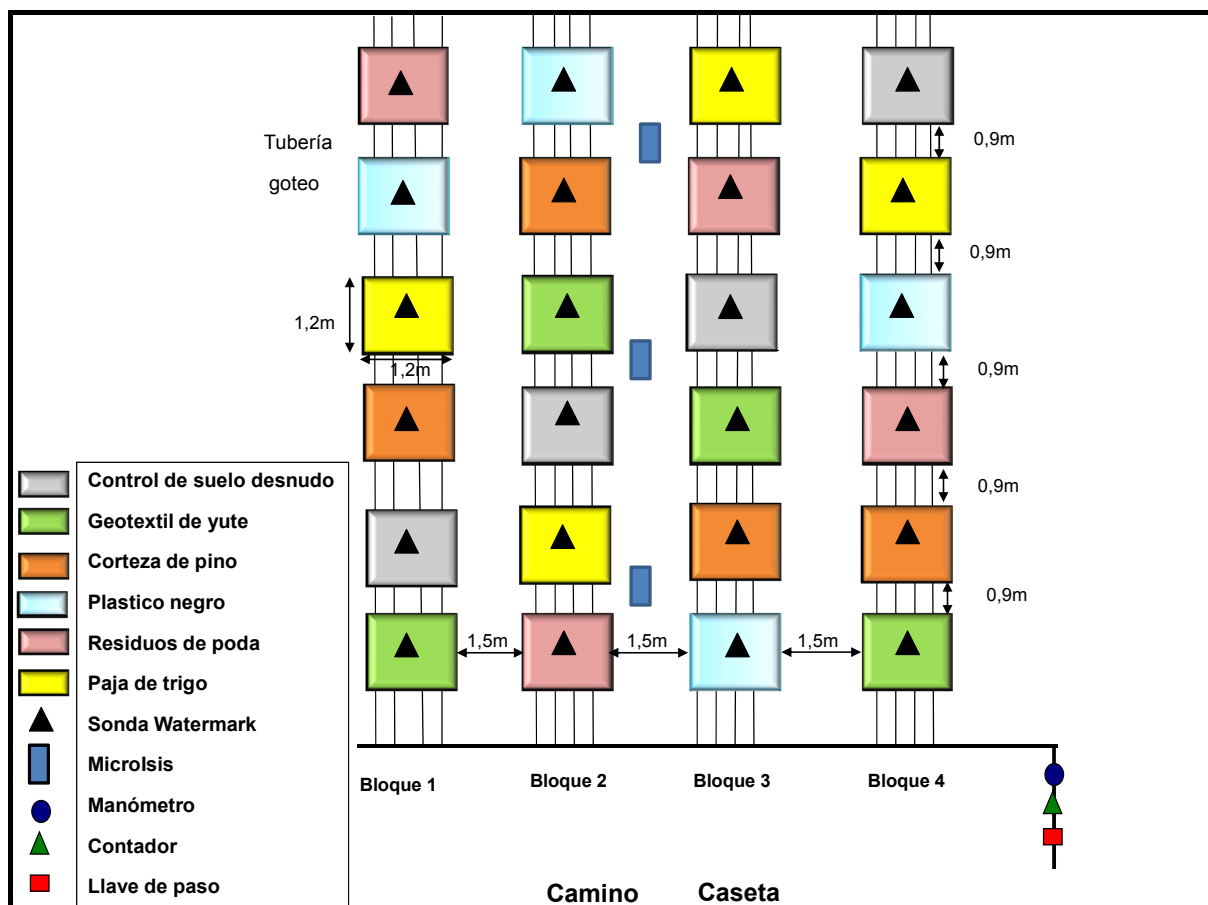 Tubería
goteo
0,9m
0,9m
1,2m
1,2m
0,9m
0,9m
0,9m
1,5m
1,5m
1,5m
Control de suelo desnudo
Geotextil de yute
Corteza de pino
Plastico negro
Residuos de poda
Paja de trigo
Sonda Watermark
Microlsis
Manómetro
Contador
Llave de paso
Bloque 1
Bloque 2
Bloque 3
Bloque 4
Camino
Caseta